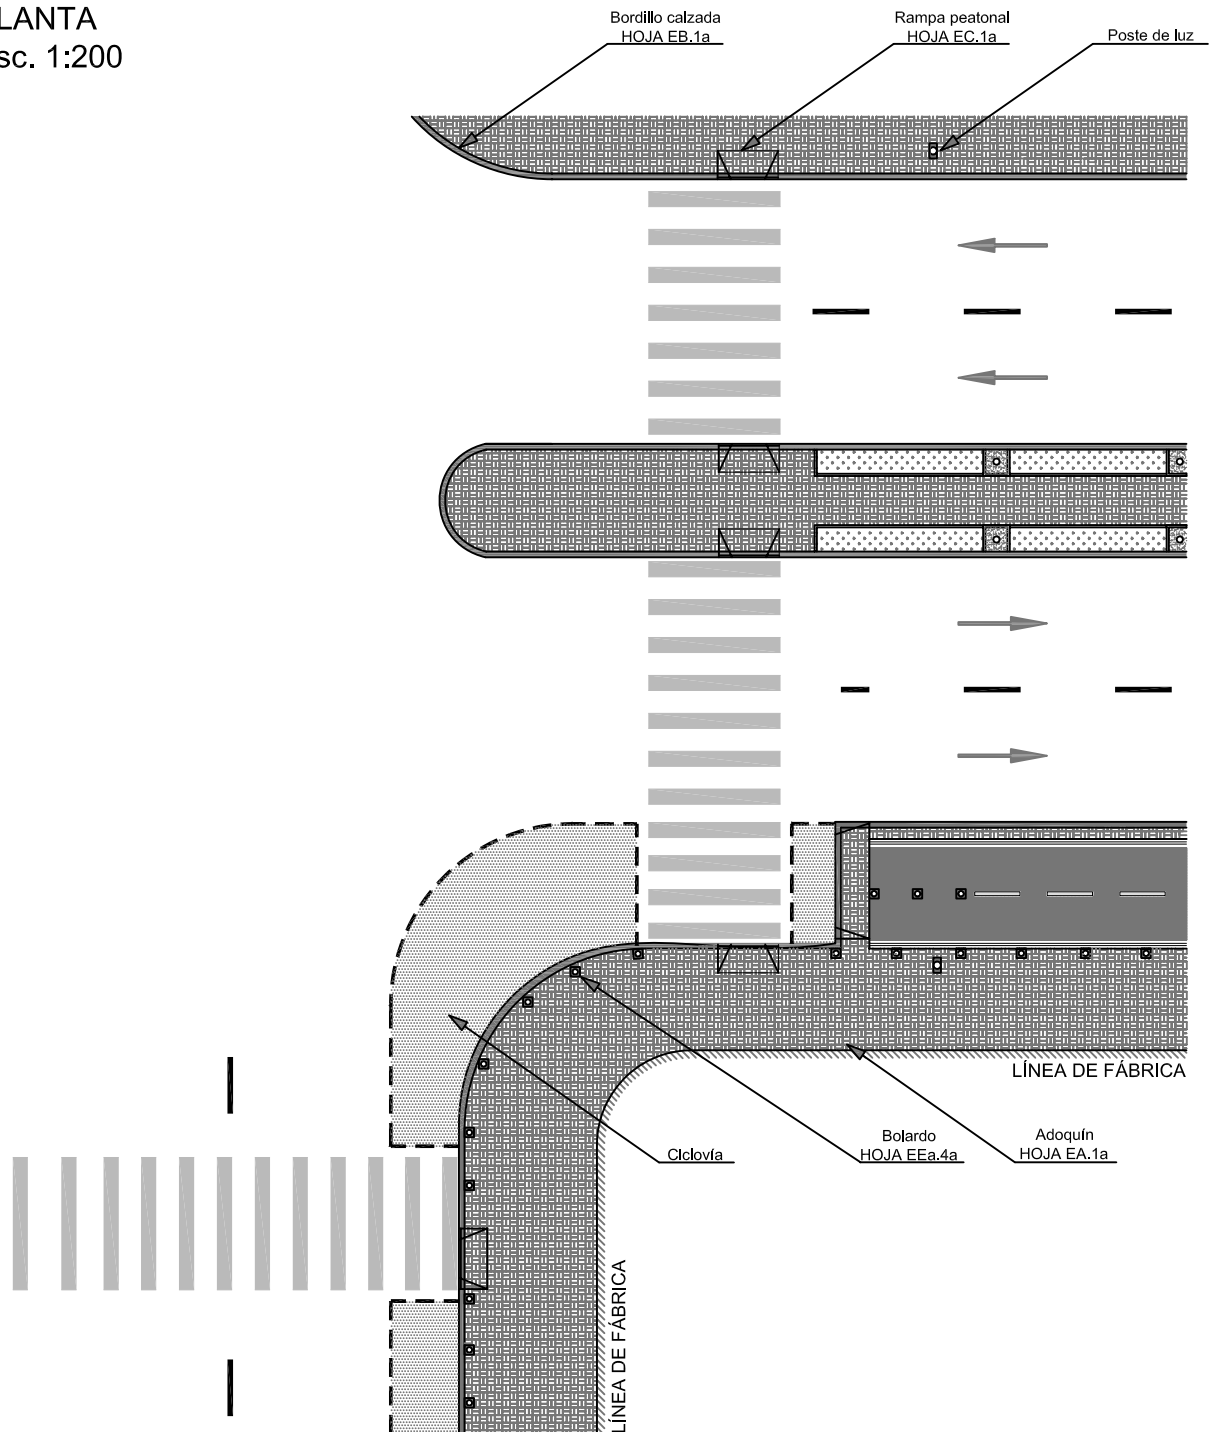 LANTA
sc. 1:200
Bordillo calzada
HOJA EB.1a
Rampa peatonal
HOJA EC.1a
Poste de luz
LÍNEA DE FÁBRICA
Ciclovía
Bolardo
HOJA EEa.4a
Adoquín
HOJA EA.1a
LÍNEA DE FÁBRICA